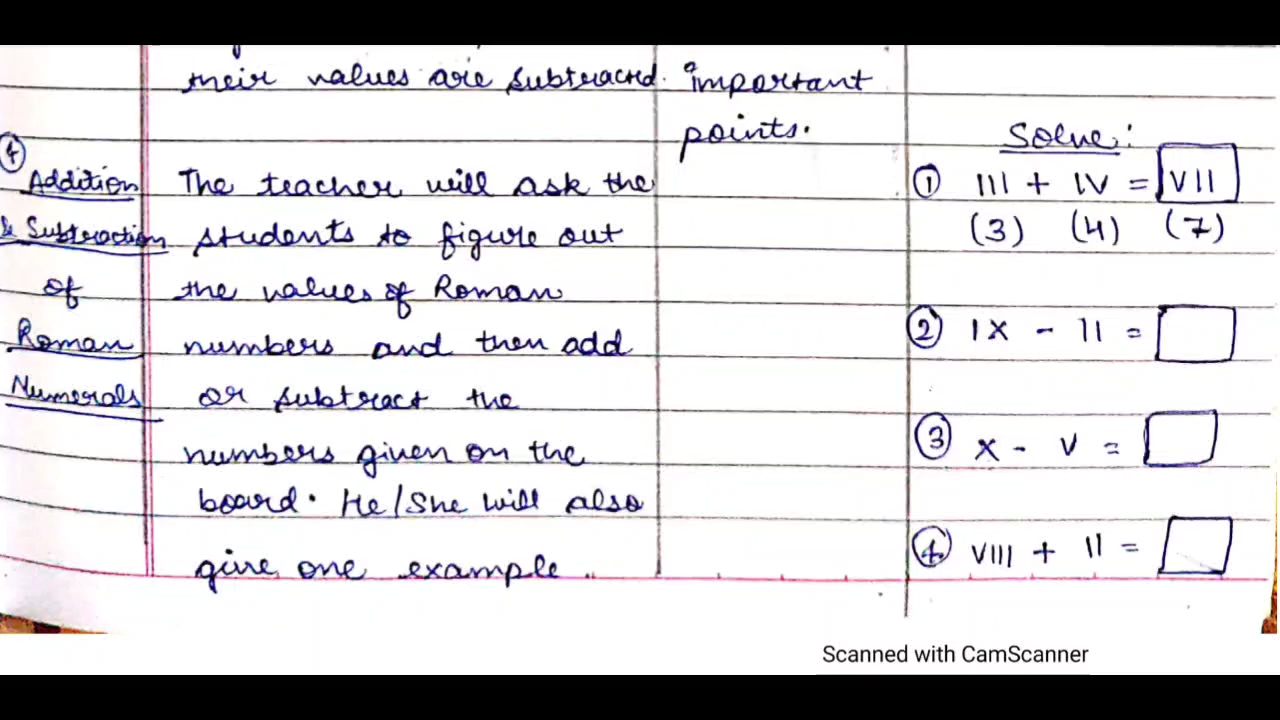 their values are subtracted.
④
Addition
& Subtraction
of
Roman
Numerals
The teacher will ask the
students to figure out
the values of Roman
numbers and then add
or subtract the
numbers given on the
board. He/She will also
give one example.
important
points.
Solve:
① III + IV = VII
(3) (4) (7)
② IX - II =
③ X - V =
④ VIII + II =
Scanned with CamScanner